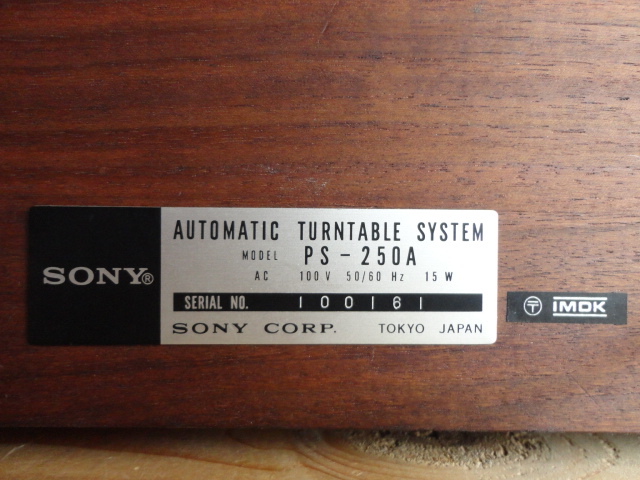 AUTOMATIC TURNTABLE SYSTEM
MODEL PS-250A
AC 100V 50/60 Hz 15 W
SONY®
SERIAL NO. 100161
SONY CORP. TOKYO JAPAN
〒 IMDK